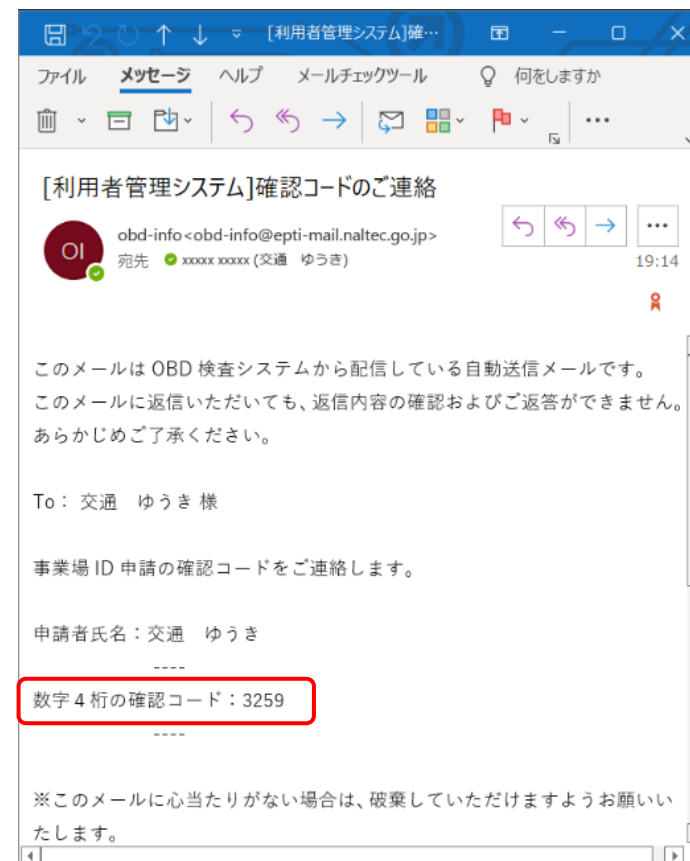 [利用者管理システム]確…
ファイル メッセージ ヘルプ メールチェックツール 何をしますか
[利用者管理システム]確認コードのご連絡
OI
obd-info<obd-info@epti-mail.naltec.go.jp>
宛先 xxxxx xxxxx (交通 ゆうき)
19:14
このメールは OBD 検査システムから配信している自動送信メールです。
このメールに返信いただいても、返信内容の確認およびご返答ができません。
あらかじめご了承ください。
To： 交通 ゆうき 様
事業場 ID 申請の確認コードをご連絡します。
申請者氏名：交通 ゆうき
----
数字 4 桁の確認コード：3259
----
※このメールに心当たりがない場合は、破棄していただけますようお願いい
たします。